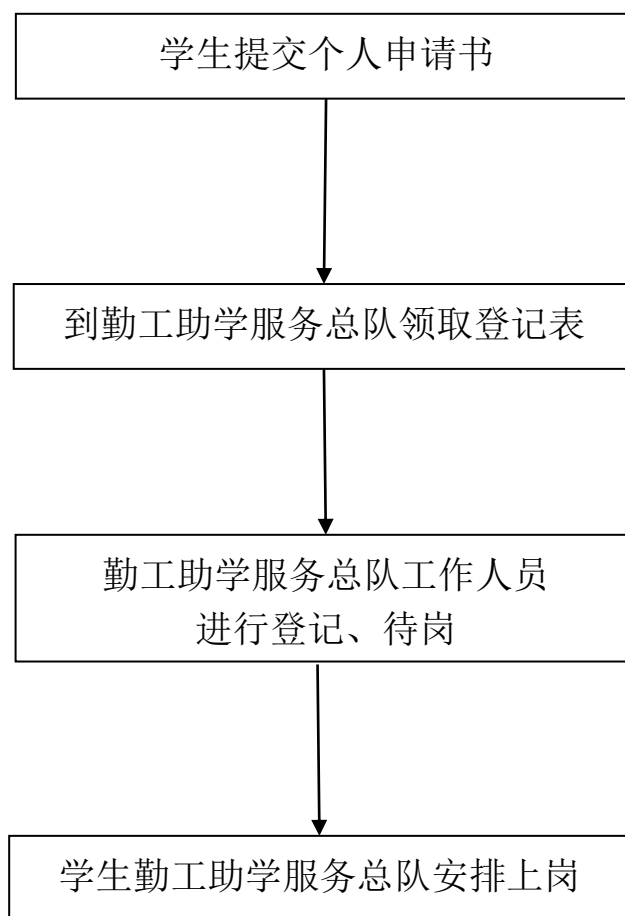 学生提交个人申请书
到勤工助学服务总队领取登记表
勤工助学服务总队工作人员
进行登记、待岗
学生勤工助学服务总队安排上岗